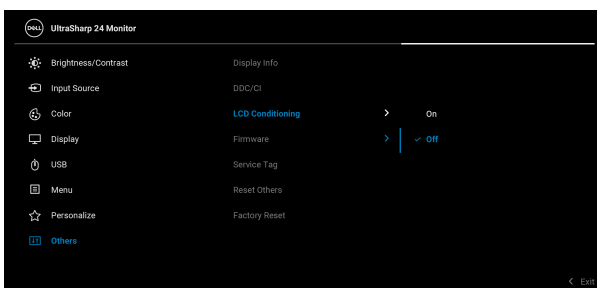 DELL UltraSharp 24 Monitor
Brightness/Contrast Display Info
Input Source DDC/CI
Color LCD Conditioning On
Display Firmware Off
USB Service Tag
Menu Reset Others
Personalize Factory Reset
Others
Exit